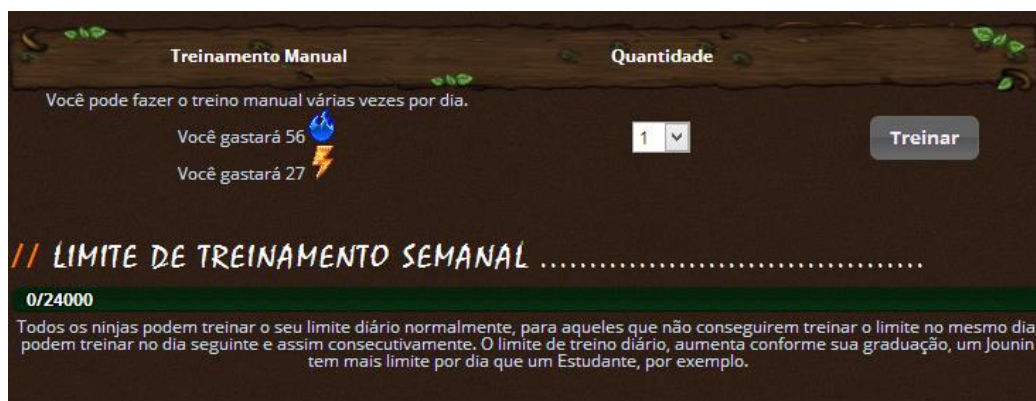 Treinamento Manual Quantidade
Você pode fazer o treino manual várias vezes por dia.
Você gastará 56
1 Treinar
Você gastará 27
// LIMITE DE TREINAMENTO SEMANAL ......................................
0/24000
Todos os ninjas podem treinar o seu limite diário normalmente, para aqueles que não conseguirem treinar o limite no mesmo dia
podem treinar no dia seguinte e assim consecutivamente. O limite de treino diário, aumenta conforme sua graduação, um Jounin
tem mais limite por dia que um Estudante, por exemplo.